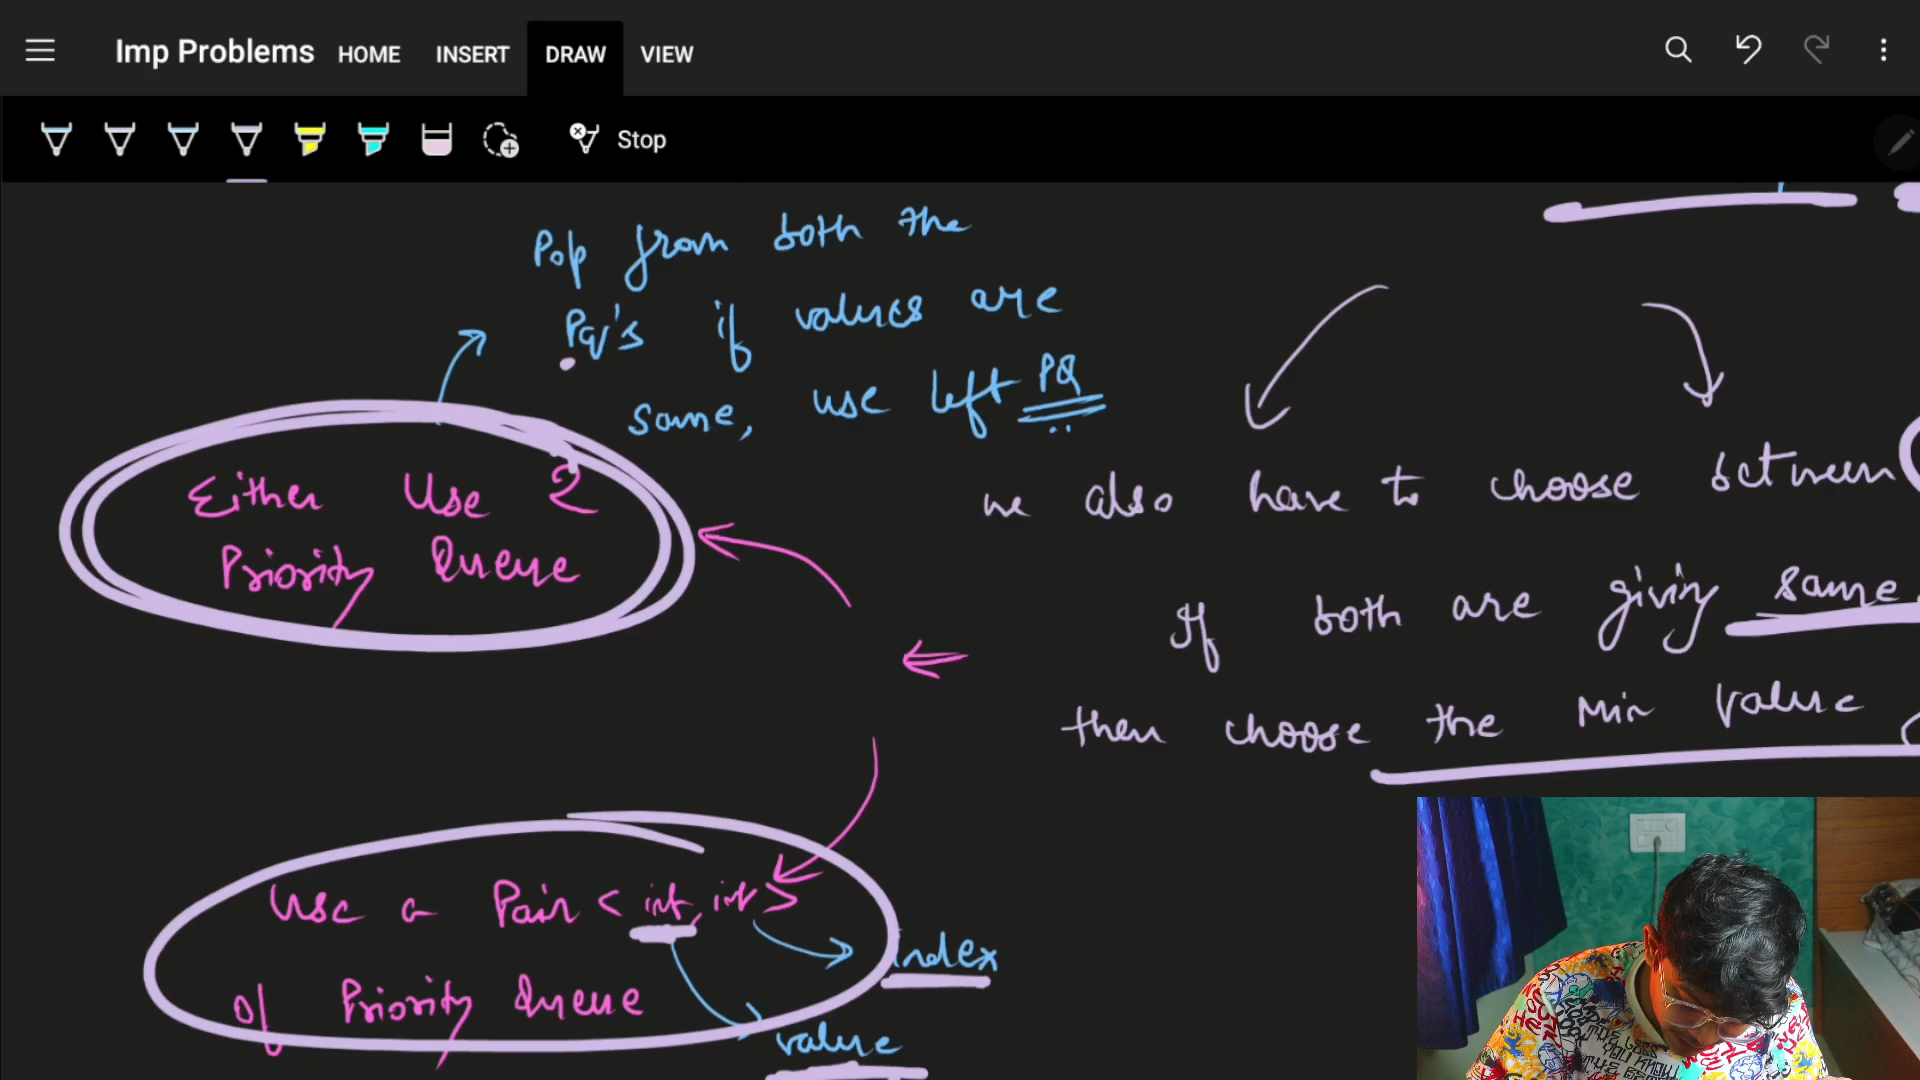 Imp Problems HOME INSERT DRAW VIEW
Stop
Pop from both the
PQ's if values are
same, use left PQ
Either Use 2
Priority Queue
we also have to choose between
If both are giving same
then choose the Min value
Use a Pair < int, int >
of Priority Queue
index
value